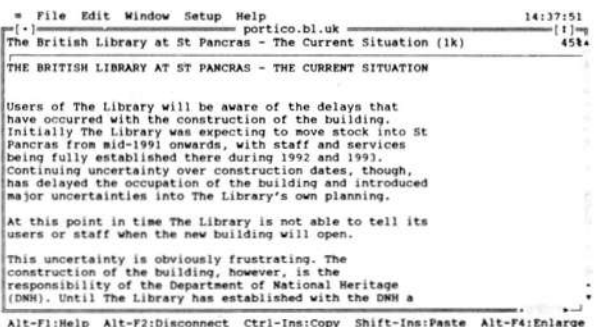 ≡ File Edit Window Setup Help 14:37:51
[•] portico.bl.uk [↕]
The British Library at St Pancras - The Current Situation (1k) 45%
THE BRITISH LIBRARY AT ST PANCRAS - THE CURRENT SITUATION
Users of The Library will be aware of the delays that
have occurred with the construction of the building.
Initially The Library was expecting to move stock into St
Pancras from mid-1991 onwards, with staff and services
being fully established there during 1992 and 1993.
Continuing uncertainty over construction dates, though,
has delayed the occupation of the building and introduced
major uncertainties into The Library's own planning.
At this point in time The Library is not able to tell its
users or staff when the new building will open.
This uncertainty is obviously frustrating. The
construction of the building, however, is the
responsibility of the Department of National Heritage
(DNH). Until The Library has established with the DNH a
Alt-F1:Help Alt-F2:Disconnect Ctrl-Ins:Copy Shift-Ins:Paste Alt-F4:Enlarge